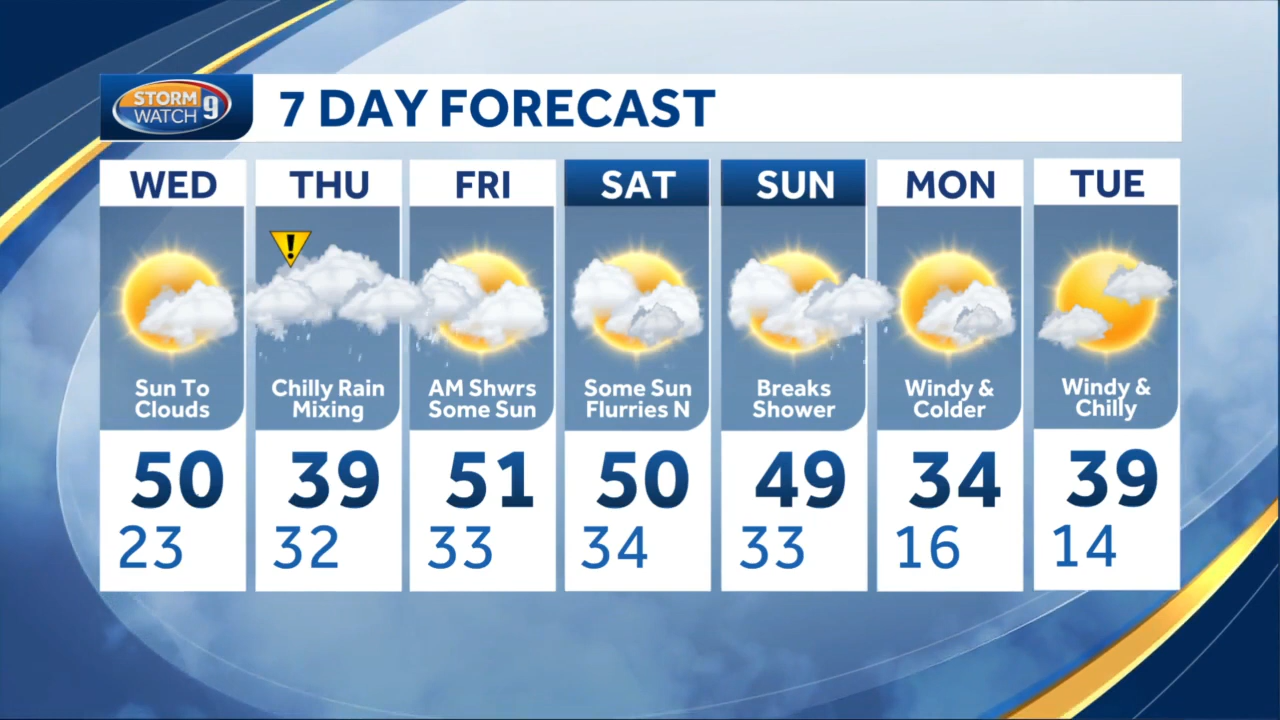 STORM
WATCH 9
7 DAY FORECAST
WED
THU
FRI
SAT
SUN
MON
TUE
!
Sun To
Clouds
Chilly Rain
Mixing
AM Shwrs
Some Sun
Some Sun
Flurries N
Breaks
Shower
Windy &
Colder
Windy &
Chilly
50
39
51
50
49
34
39
23
32
33
34
33
16
14